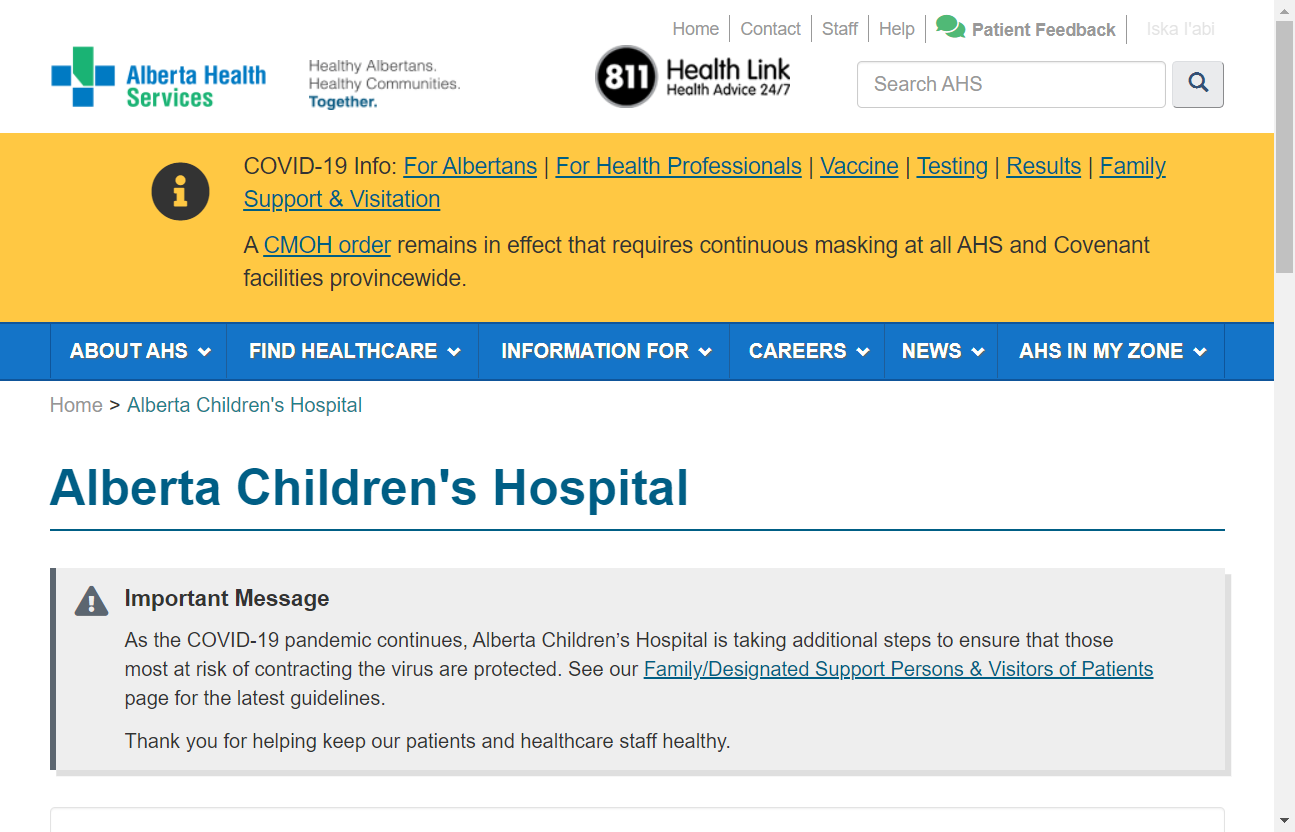 Home Contact Staff Help Patient Feedback Iska I'abi
Alberta Health
Services
Healthy Albertans.
Healthy Communities.
Together.
811 Health Link
Health Advice 24/7
Search AHS
COVID-19 Info: For Albertans | For Health Professionals | Vaccine | Testing | Results | Family
Support & Visitation
A CMOH order remains in effect that requires continuous masking at all AHS and Covenant
facilities provincewide.
ABOUT AHS FIND HEALTHCARE INFORMATION FOR CAREERS NEWS AHS IN MY ZONE
Home > Alberta Children's Hospital
Alberta Children's Hospital
Important Message
As the COVID-19 pandemic continues, Alberta Children’s Hospital is taking additional steps to ensure that those
most at risk of contracting the virus are protected. See our Family/Designated Support Persons & Visitors of Patients
page for the latest guidelines.
Thank you for helping keep our patients and healthcare staff healthy.